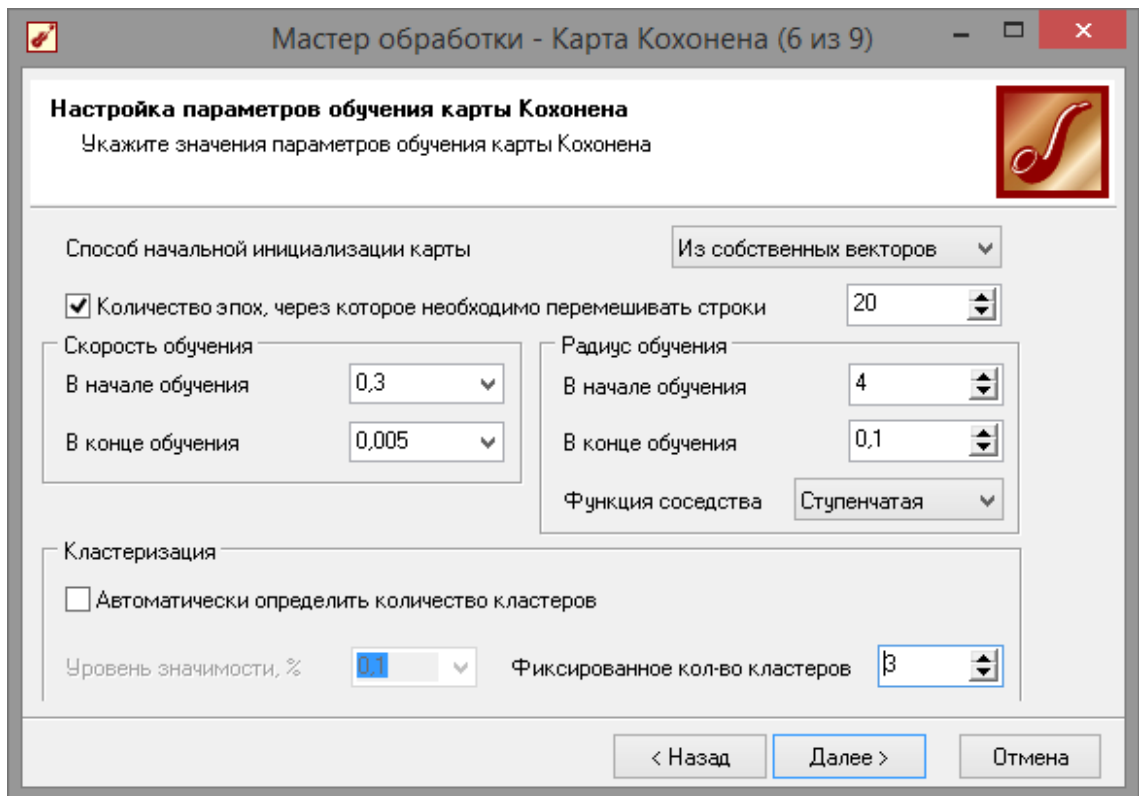 Мастер обработки - Карта Кохонена (6 из 9)
Настройка параметров обучения карты Кохонена
Укажите значения параметров обучения карты Кохонена
Способ начальной инициализации карты Из собственных векторов
Количество эпох, через которое необходимо перемешивать строки 20
Скорость обучения
В начале обучения 0,3
В конце обучения 0,005
Радиус обучения
В начале обучения 4
В конце обучения 0,1
Функция соседства Ступенчатая
Кластеризация
Автоматически определить количество кластеров
Уровень значимости, % 0,1 Фиксированное кол-во кластеров 3
< Назад Далее > Отмена